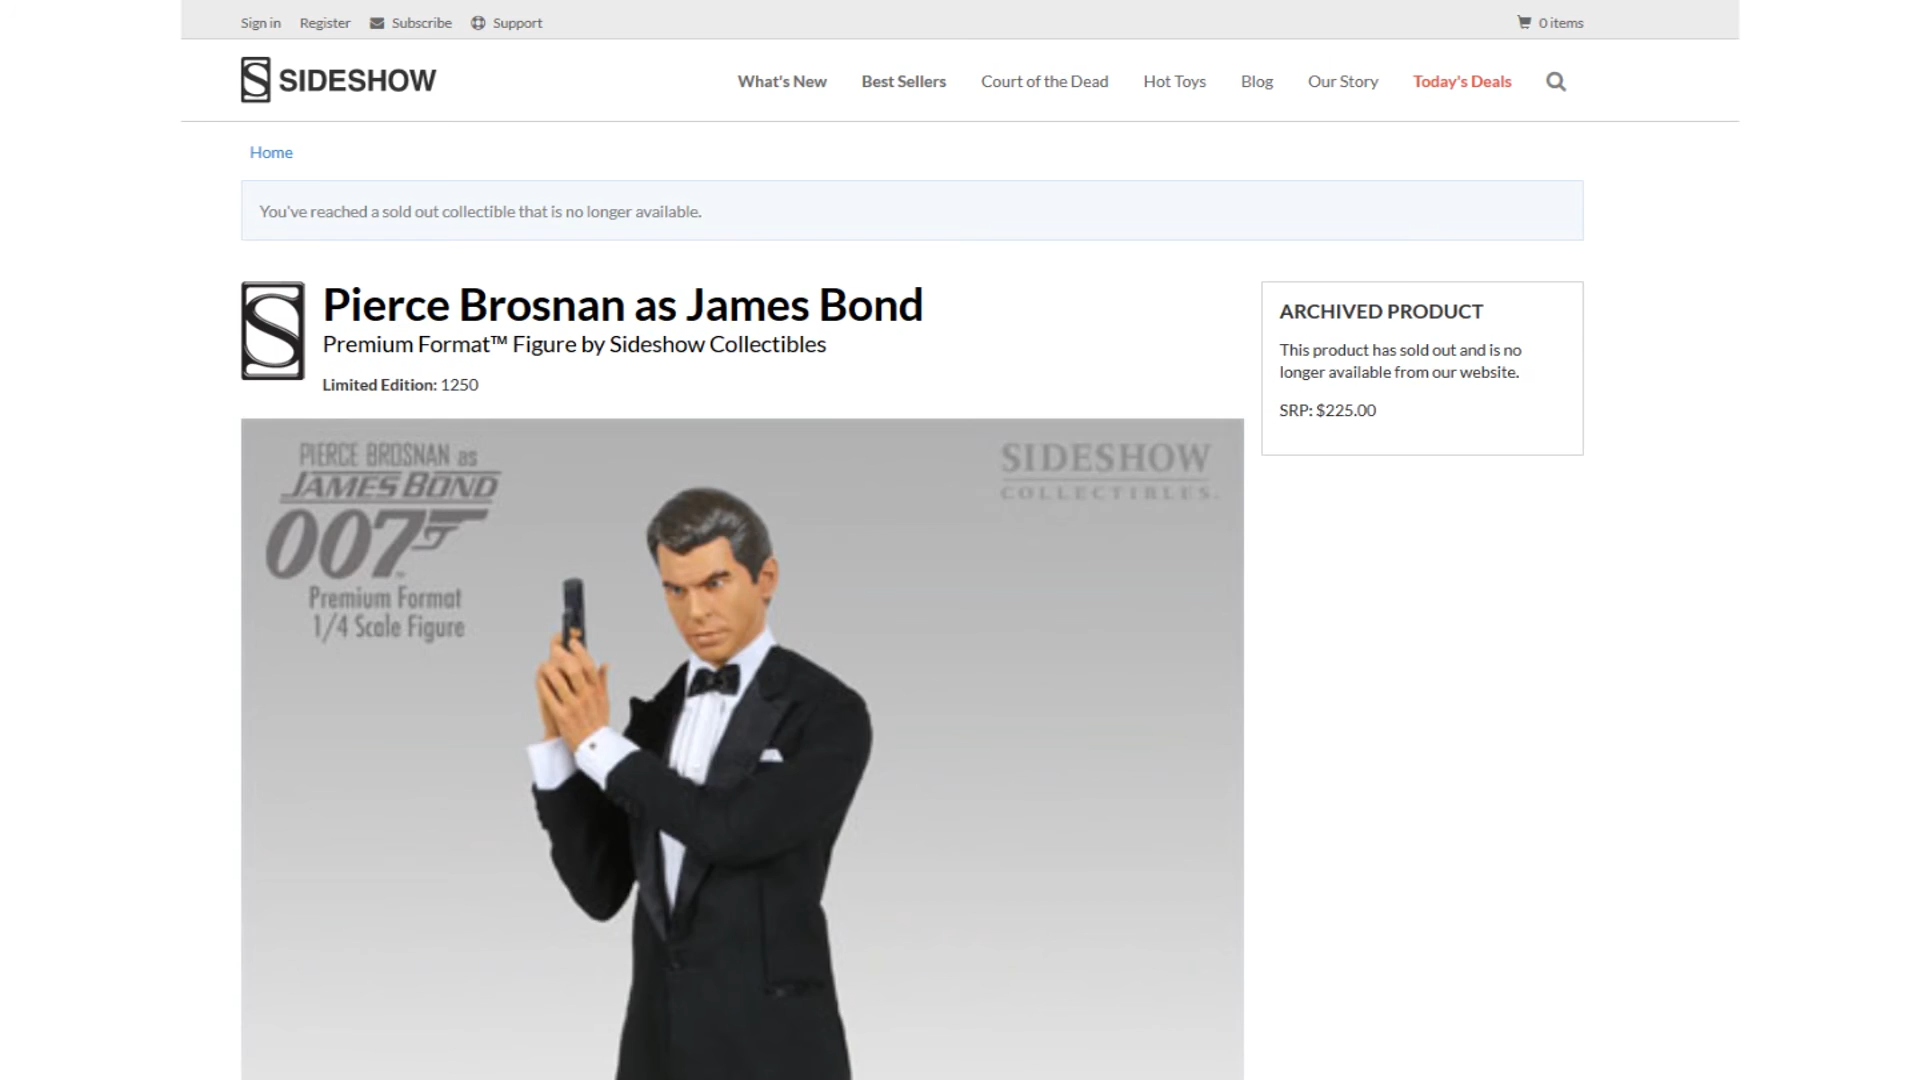 Sign in Register Subscribe Support 0 items
SIDESHOW What's New Best Sellers Court of the Dead Hot Toys Blog Our Story Today's Deals
Home
You've reached a sold out collectible that is no longer available.
Pierce Brosnan as James Bond
Premium Format™ Figure by Sideshow Collectibles
Limited Edition: 1250
ARCHIVED PRODUCT
This product has sold out and is no
longer available from our website.
SRP: $225.00
PIERCE BROSNAN as
JAMES BOND
007
Premium Format
1/4 Scale Figure
SIDESHOW
COLLECTIBLES.